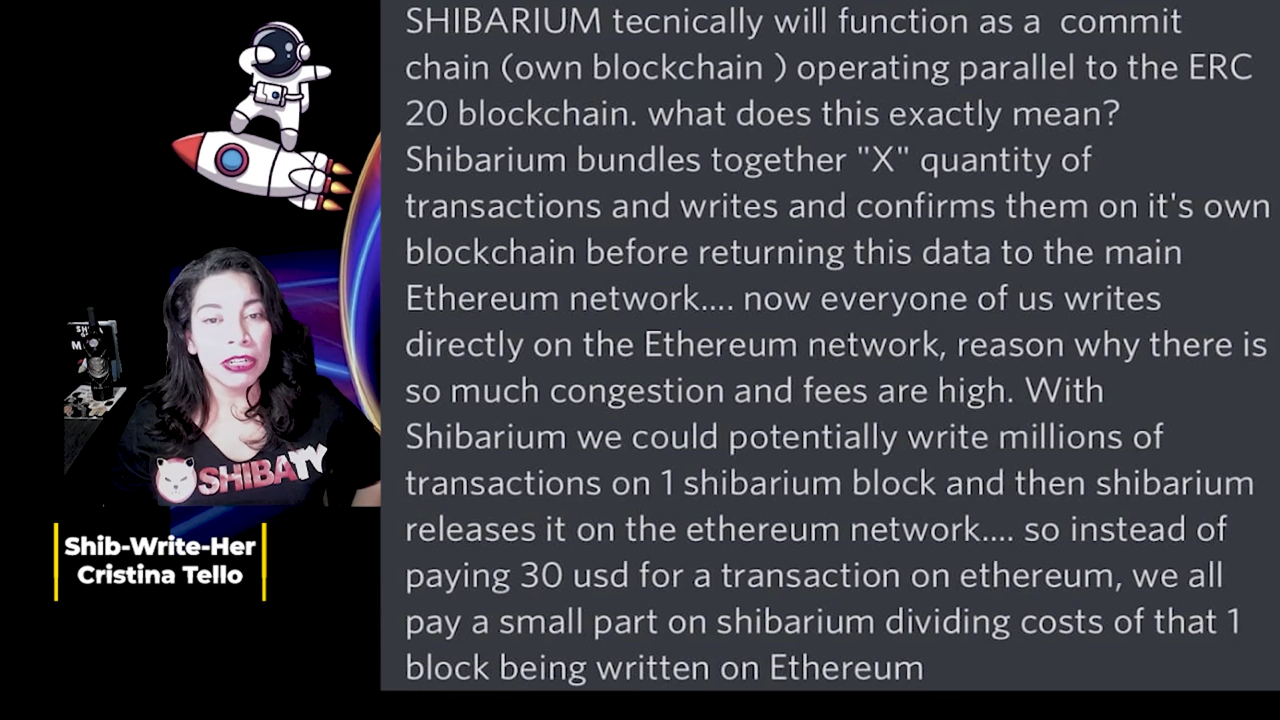 SHIBARIUM tecnically will function as a commit
chain (own blockchain ) operating parallel to the ERC
20 blockchain. what does this exactly mean?
Shibarium bundles together "X" quantity of
transactions and writes and confirms them on it's own
blockchain before returning this data to the main
Ethereum network.... now everyone of us writes
directly on the Ethereum network, reason why there is
so much congestion and fees are high. With
Shibarium we could potentially write millions of
transactions on 1 shibarium block and then shibarium
releases it on the ethereum network.... so instead of
paying 30 usd for a transaction on ethereum, we all
pay a small part on shibarium dividing costs of that 1
block being written on Ethereum
SHIBATY
Shib-Write-Her
Cristina Tello